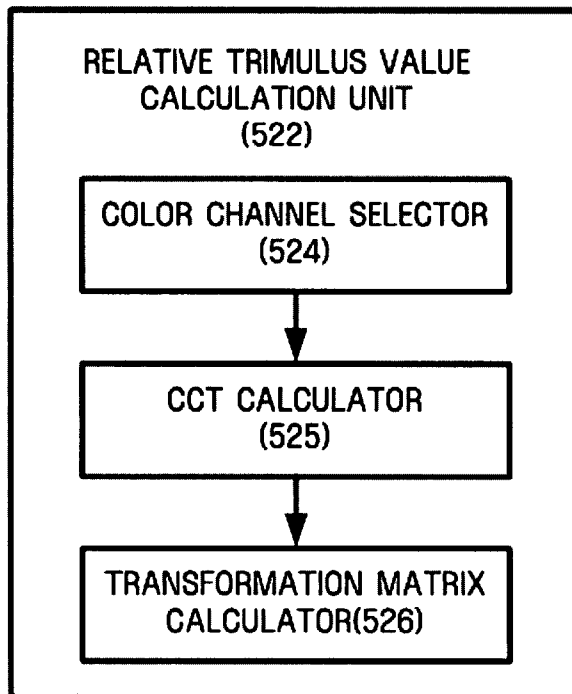 RELATIVE TRIMULUS VALUE
CALCULATION UNIT
(522)
COLOR CHANNEL SELECTOR
(524)
CCT CALCULATOR
(525)
TRANSFORMATION MATRIX
CALCULATOR(526)